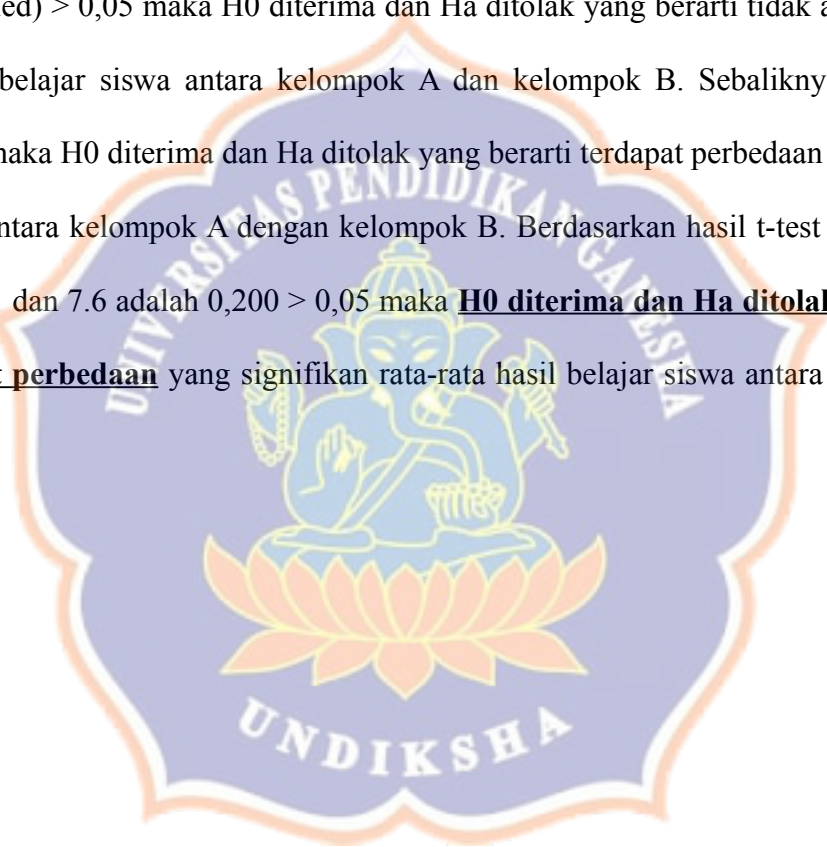 ed) > 0,05 maka H0 diterima dan Ha ditolak yang berarti tidak a
belajar siswa antara kelompok A dan kelompok B. Sebalikny
maka H0 diterima dan Ha ditolak yang berarti terdapat perbedaan
ntara kelompok A dengan kelompok B. Berdasarkan hasil t-test
dan 7.6 adalah 0,200 > 0,05 maka H0 diterima dan Ha ditolak
t perbedaan yang signifikan rata-rata hasil belajar siswa antara
UNIVERSITAS PENDIDIKAN GANESHA
UNDIKSHA